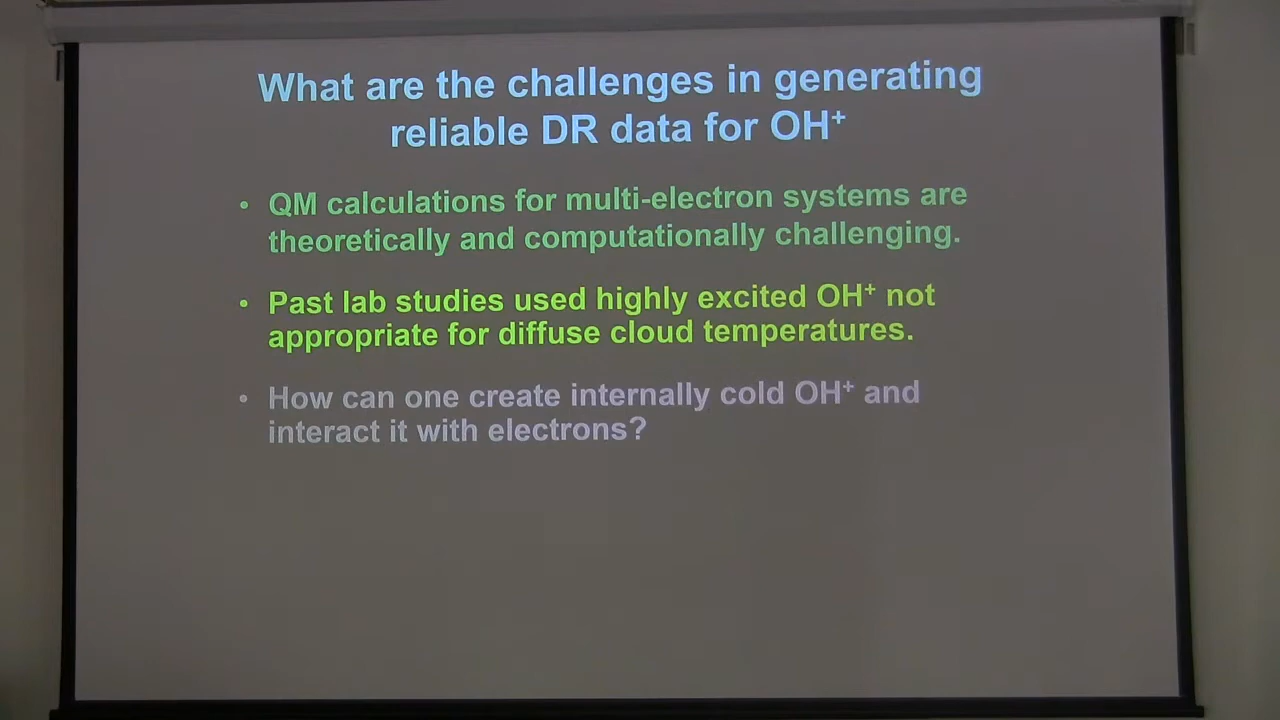 What are the challenges in generating
reliable DR data for OH⁺
• QM calculations for multi-electron systems are
theoretically and computationally challenging.
• Past lab studies used highly excited OH⁺ not
appropriate for diffuse cloud temperatures.
• How can one create internally cold OH⁺ and
interact it with electrons?